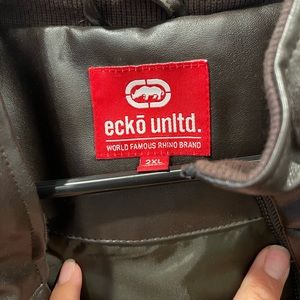 eckō unltd.
WORLD FAMOUS RHINO BRAND
2XL